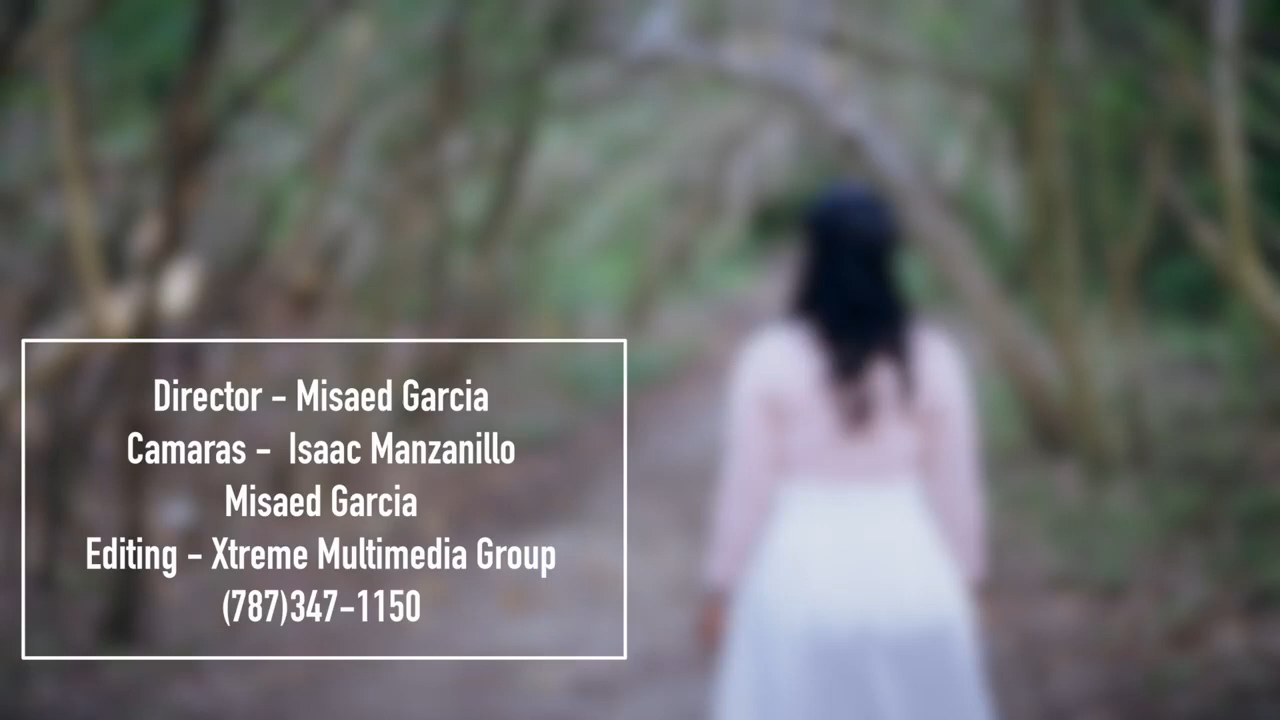 Director - Misaed Garcia
Camaras - Isaac Manzanillo
Misaed Garcia
Editing - Xtreme Multimedia Group
(787)347-1150